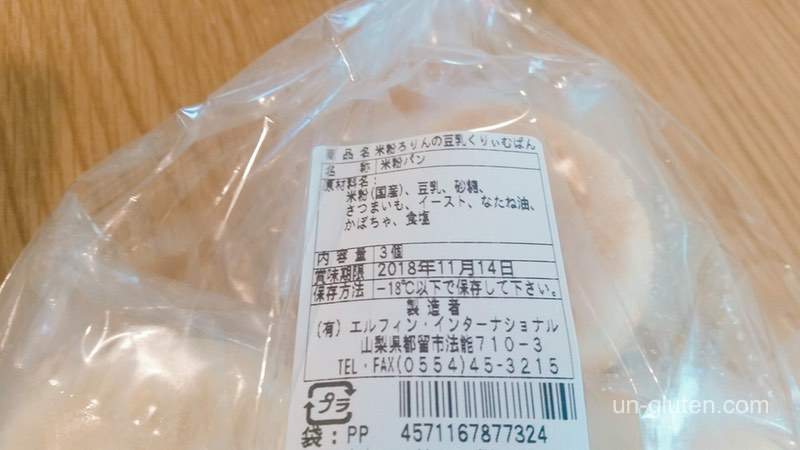 商品名 米粉ろりんの豆乳くりぃむぱん
名称 米粉パン
原材料名:
米粉(国産)、豆乳、砂糖、
さつまいも、イースト、なたね油、
かぼちゃ、食塩
内容量 3個
賞味期限 2018年11月14日
保存方法 -18℃以下で保存して下さい。
製造者
(有)エルフィン・インターナショナル
山梨県都留市法能710-3
TEL・FAX(0554)45-3215
プラ
袋:PP 4571167877324
un-gluten.com